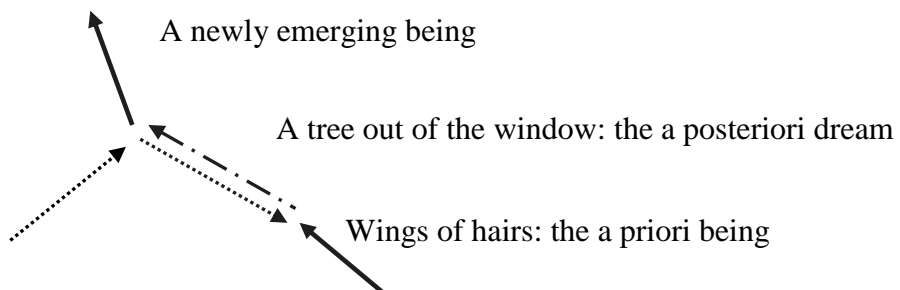 A newly emerging being
A tree out of the window: the a posteriori dream
Wings of hairs: the a priori being